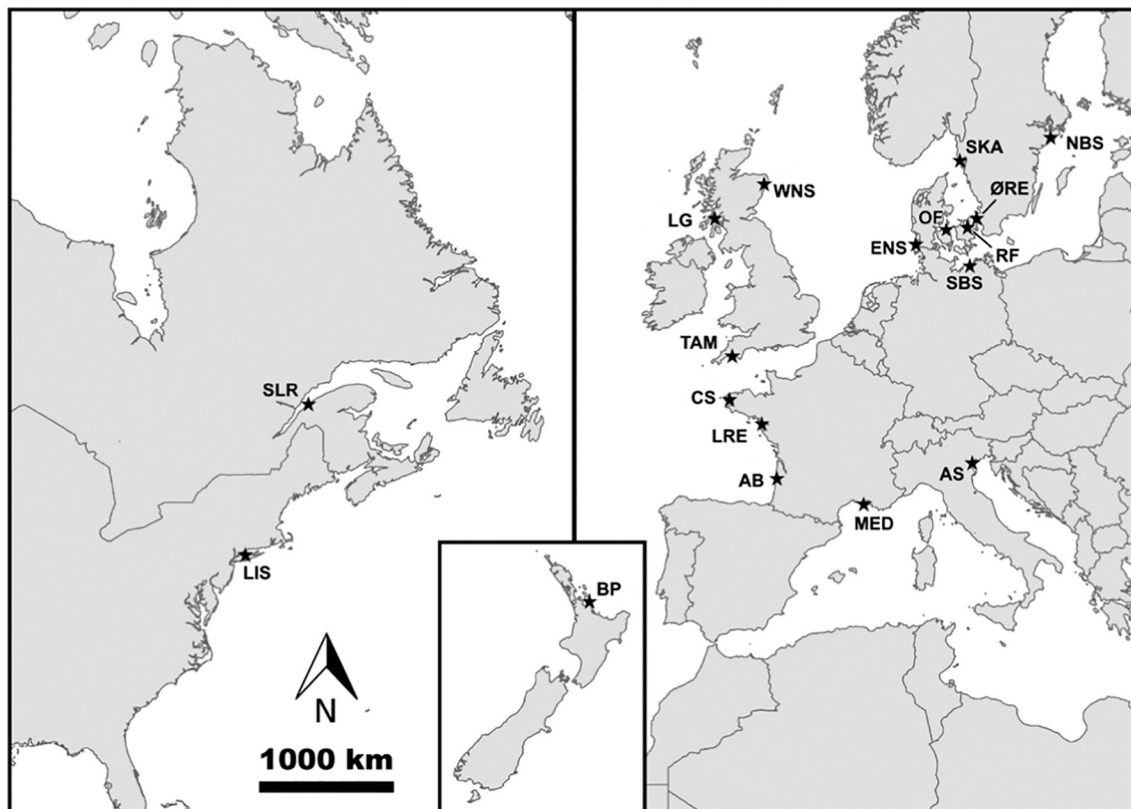 SLR
LIS
N
1000 km
BP
NBS
SKA
WNS
ØRE
LG
OF
ENS
RF
SBS
TAM
CS
LRE
AB
AS
MED